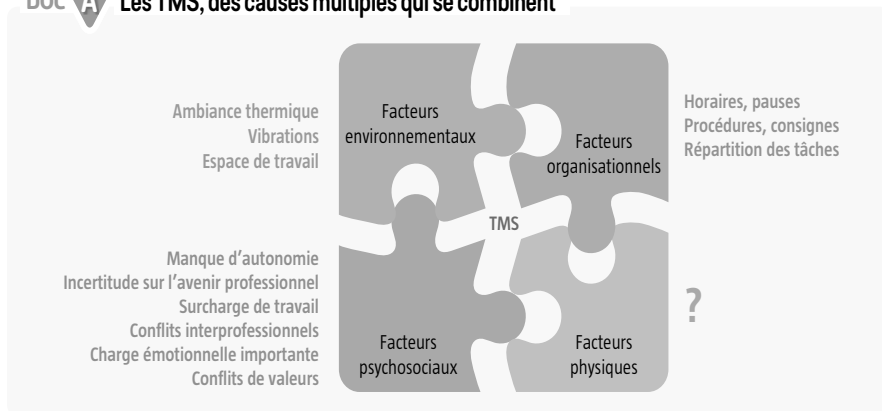 DOC A Les TMS, des causes multiples qui se combinent
Ambiance thermique
Vibrations
Espace de travail
Facteurs
environnementaux
Facteurs
organisationnels
Horaires, pauses
Procédures, consignes
Répartition des tâches
TMS
Manque d'autonomie
Incertitude sur l'avenir professionnel
Surcharge de travail
Conflits interprofessionnels
Charge émotionnelle importante
Conflits de valeurs
Facteurs
psychosociaux
Facteurs
physiques
?